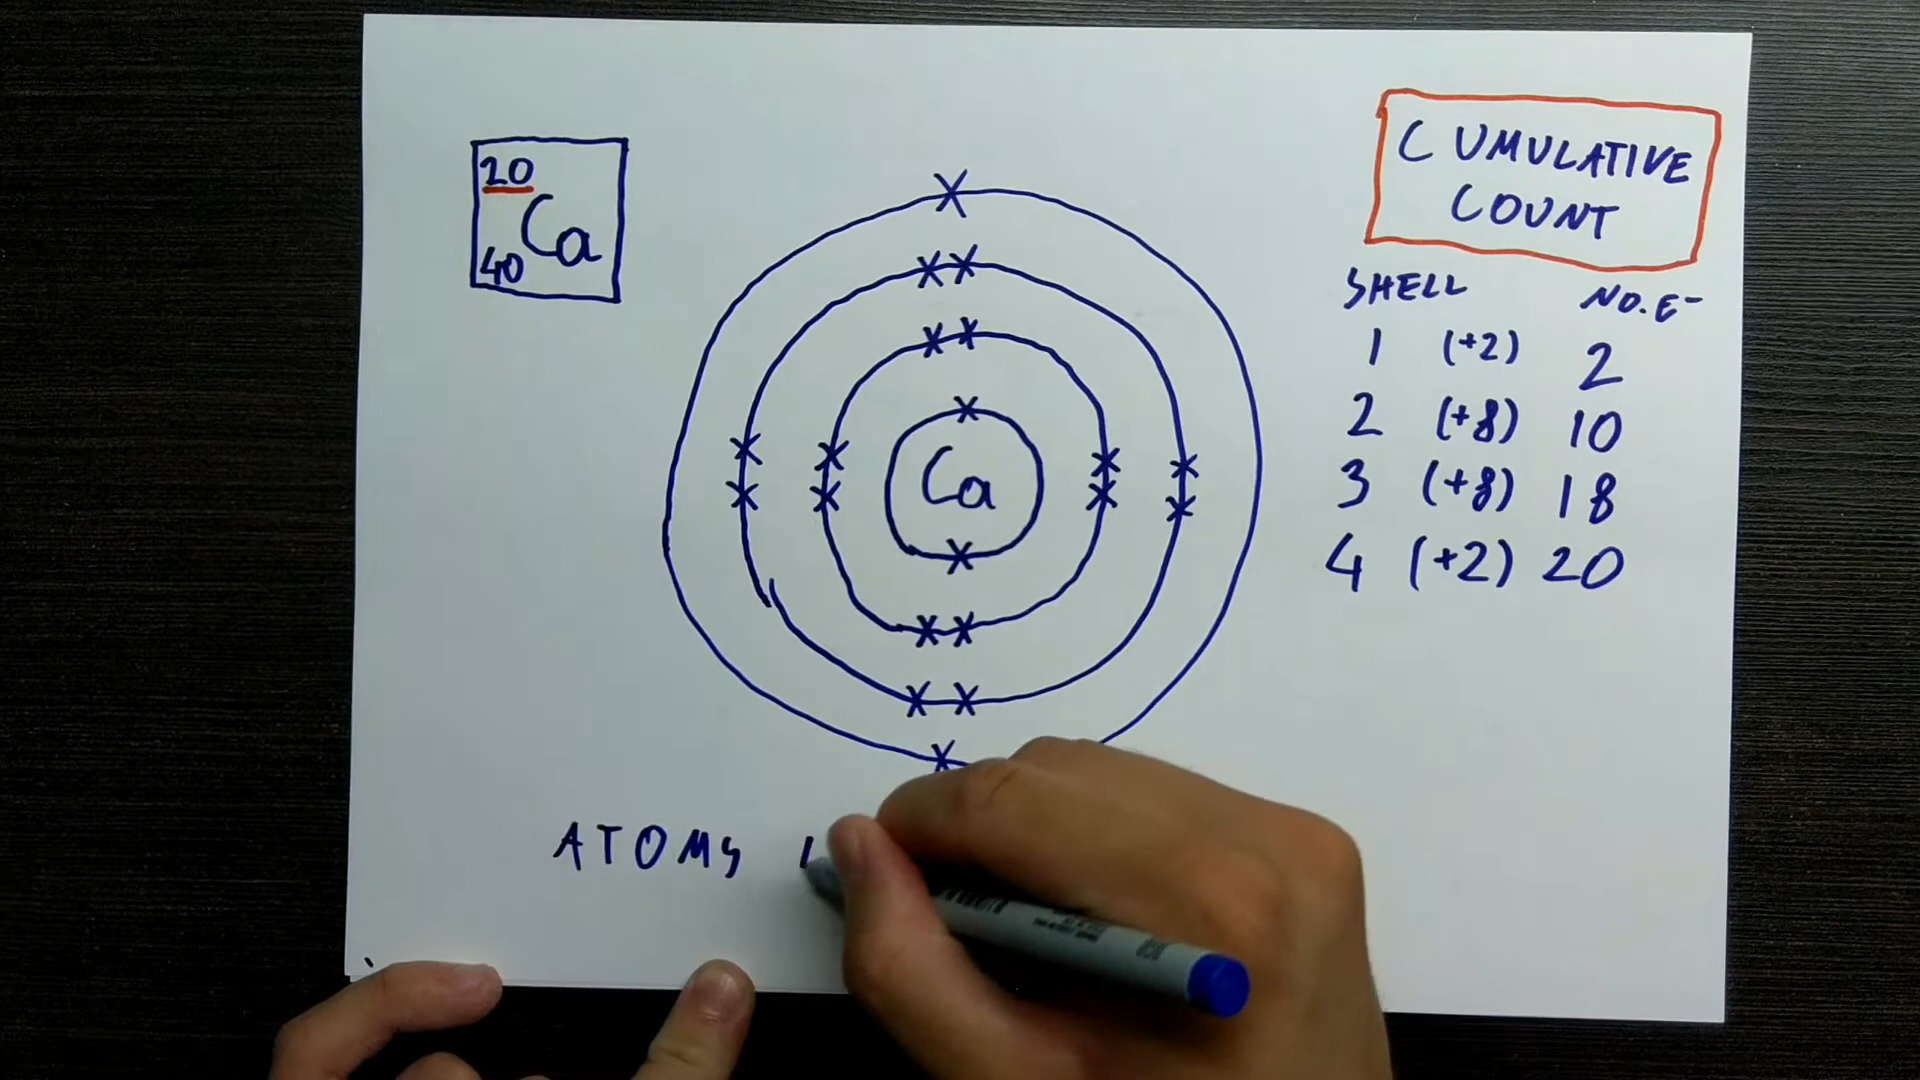 20
Ca
40
CUMULATIVE
COUNT
SHELL NO. E-
1 (+2) 2
2 (+8) 10
3 (+8) 18
4 (+2) 20
Ca
ATOMS